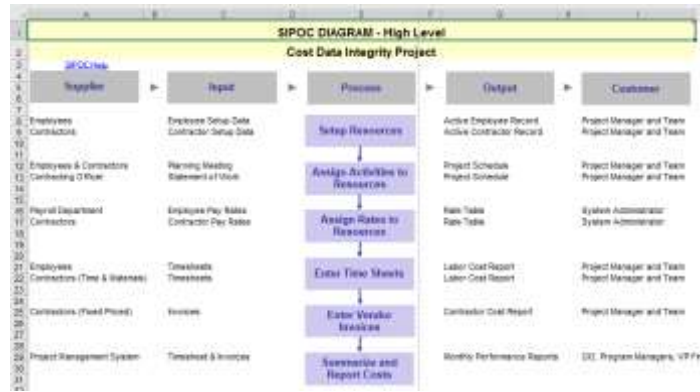 SIPOC DIAGRAM - High Level
Cost Data Integrity Project
SIPOC Help
Supplier Input Process Output Customer
Employees Employee Setup Data Setup Resources Active Employee Record Project Manager and Team
Contractors Contractor Setup Data Active Contractor Record Project Manager and Team
Employees & Contractors Planning Meeting Assign Activities to Resources Project Schedule Project Manager and Team
Contracting Officer Statement of Work Project Schedule Project Manager and Team
Payroll Department Employee Pay Rates Assign Rates to Resources Rate Table System Administrator
Contractors Contractor Pay Rates Rate Table System Administrator
Employees Timesheets Enter Time Sheets Labor Cost Report Project Manager and Team
Contractors (Time & Materials) Timesheets Labor Cost Report Project Manager and Team
Contractors (Fixed Priced) Invoices Enter Vendor Invoices Contractor Cost Report Project Manager and Team
Project Management System Timesheet & Invoices Summarize and Report Costs Monthly Performance Reports Program Managers,